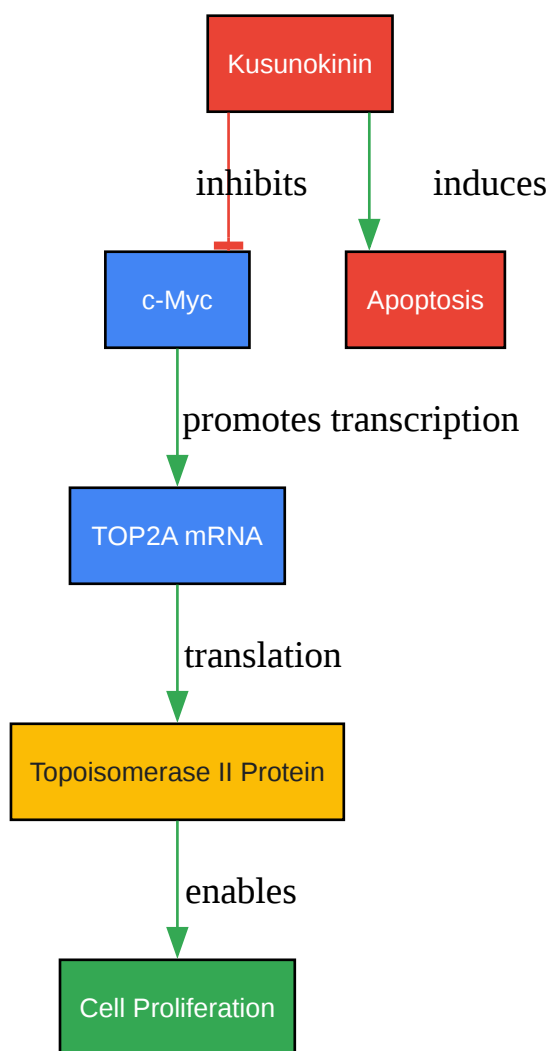 Kusunokinin
inhibits
induces
c-Myc
Apoptosis
promotes transcription
TOP2A mRNA
translation
Topoisomerase II Protein
enables
Cell Proliferation